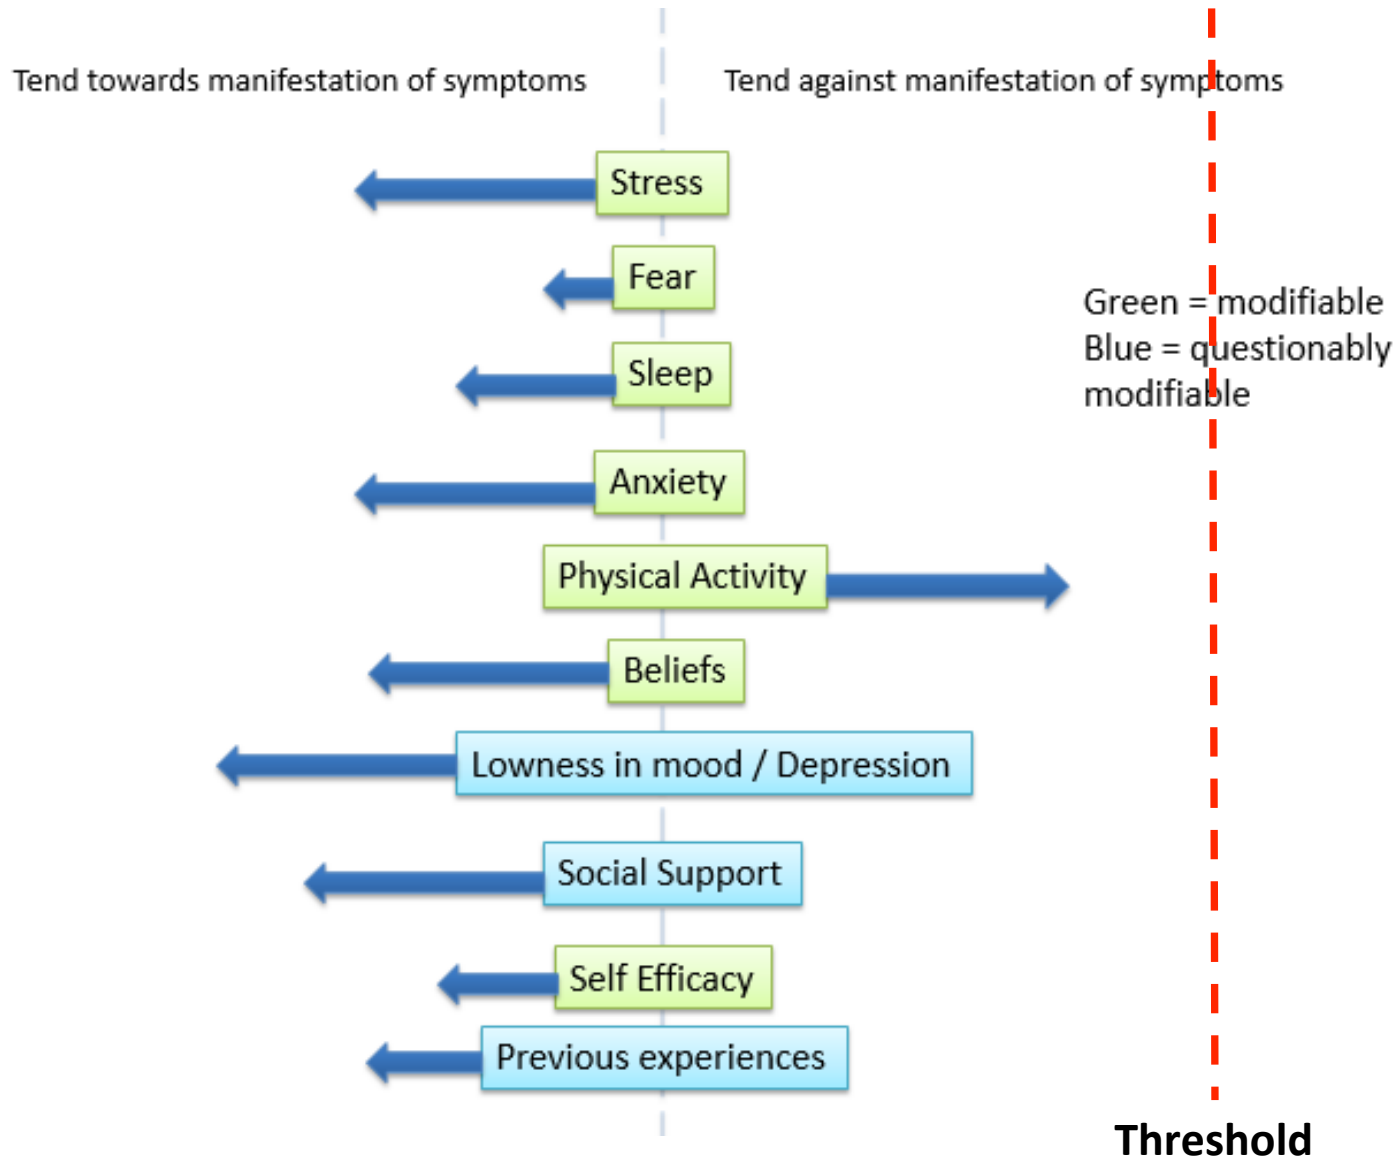 Tend towards manifestation of symptoms
Tend against manifestation of symptoms
Stress
Fear
Green = modifiable
Blue = questionably
modifiable
Sleep
Anxiety
Physical Activity
Beliefs
Lowness in mood / Depression
Social Support
Self Efficacy
Previous experiences
Threshold